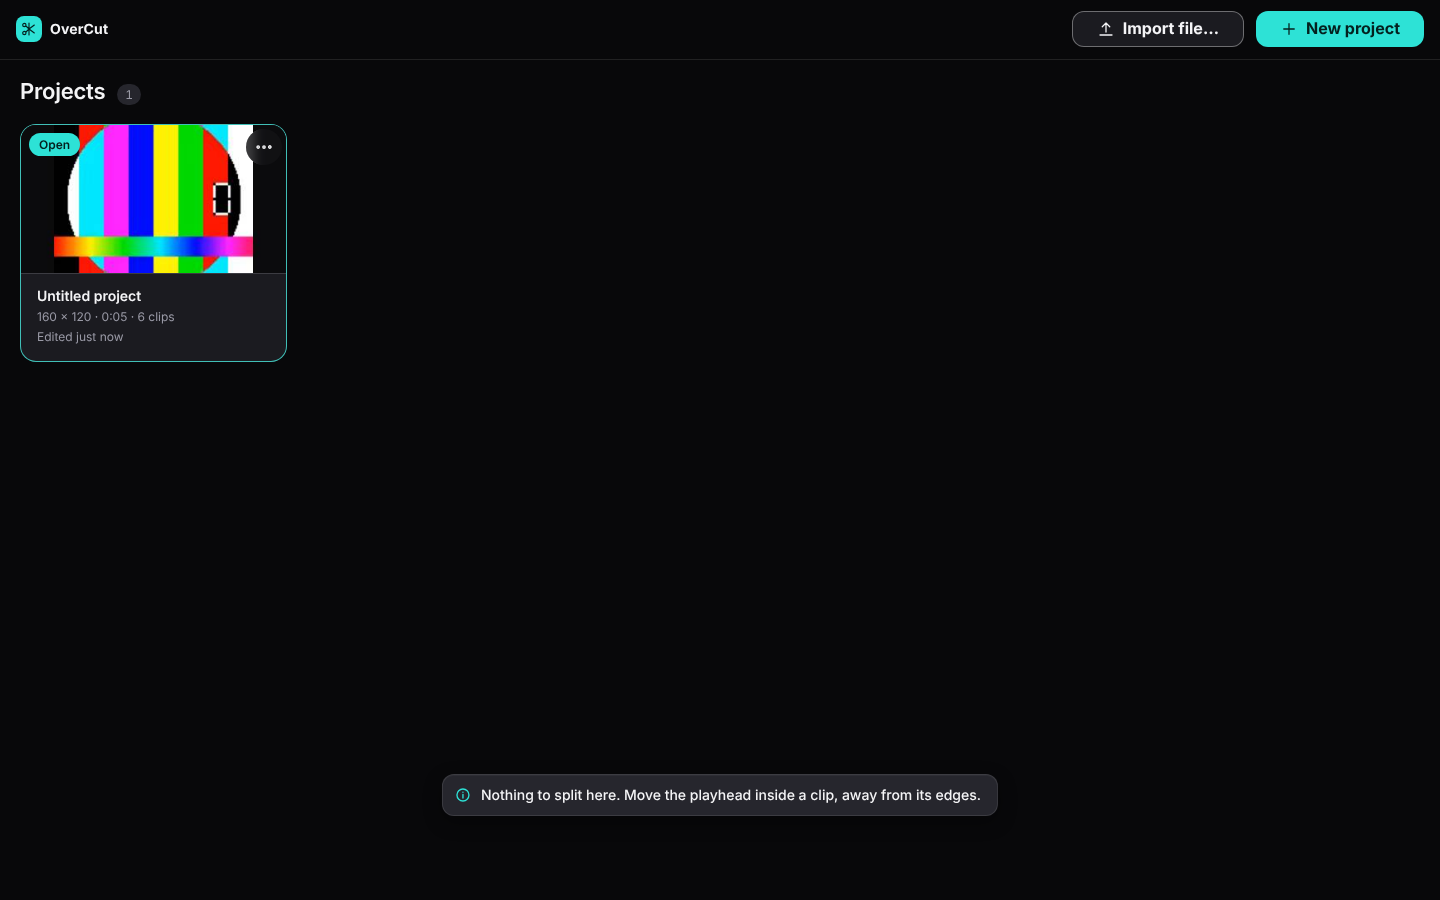 OverCut
Import file...
New project
Projects 1
Open
0
Untitled project
160 × 120 · 0:05 · 6 clips
Edited just now
Nothing to split here. Move the playhead inside a clip, away from its edges.